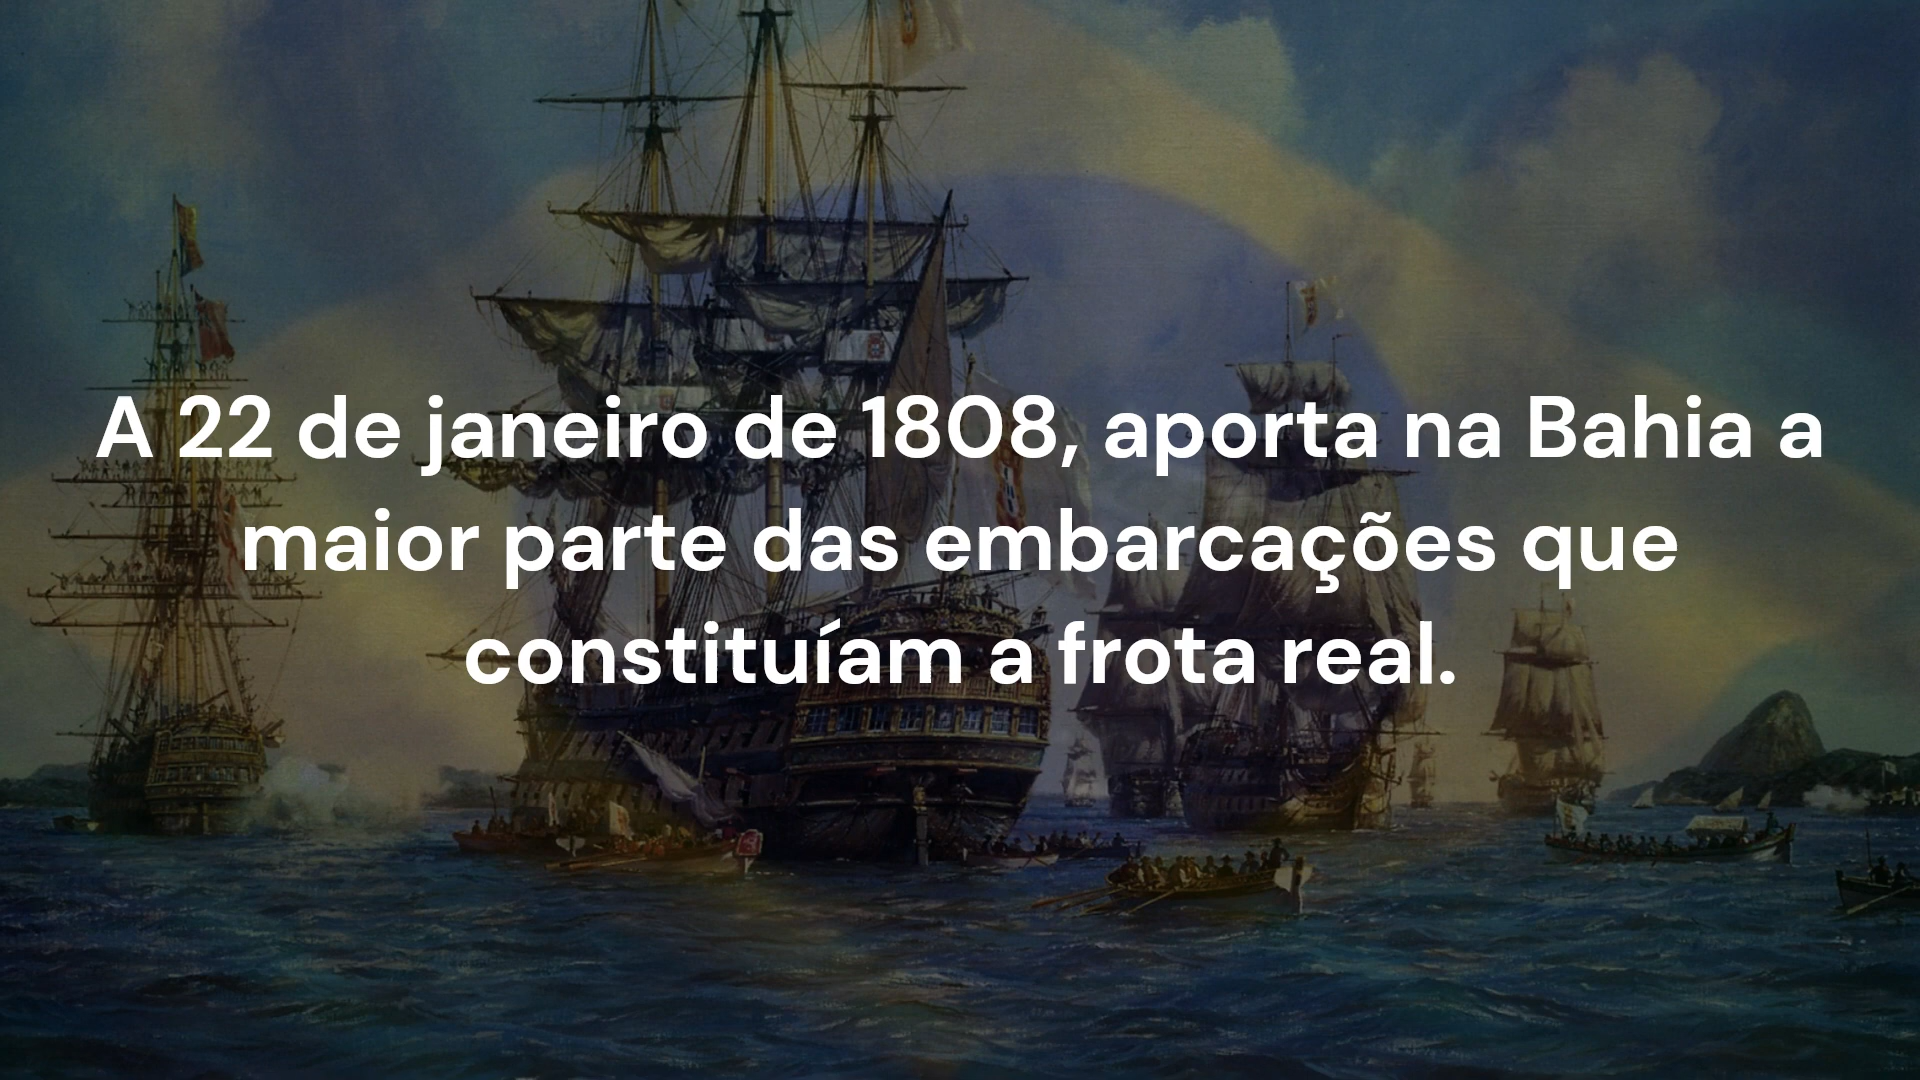 A 22 de janeiro de 1808, aporta na Bahia a
maior parte das embarcações que
constituíam a frota real.